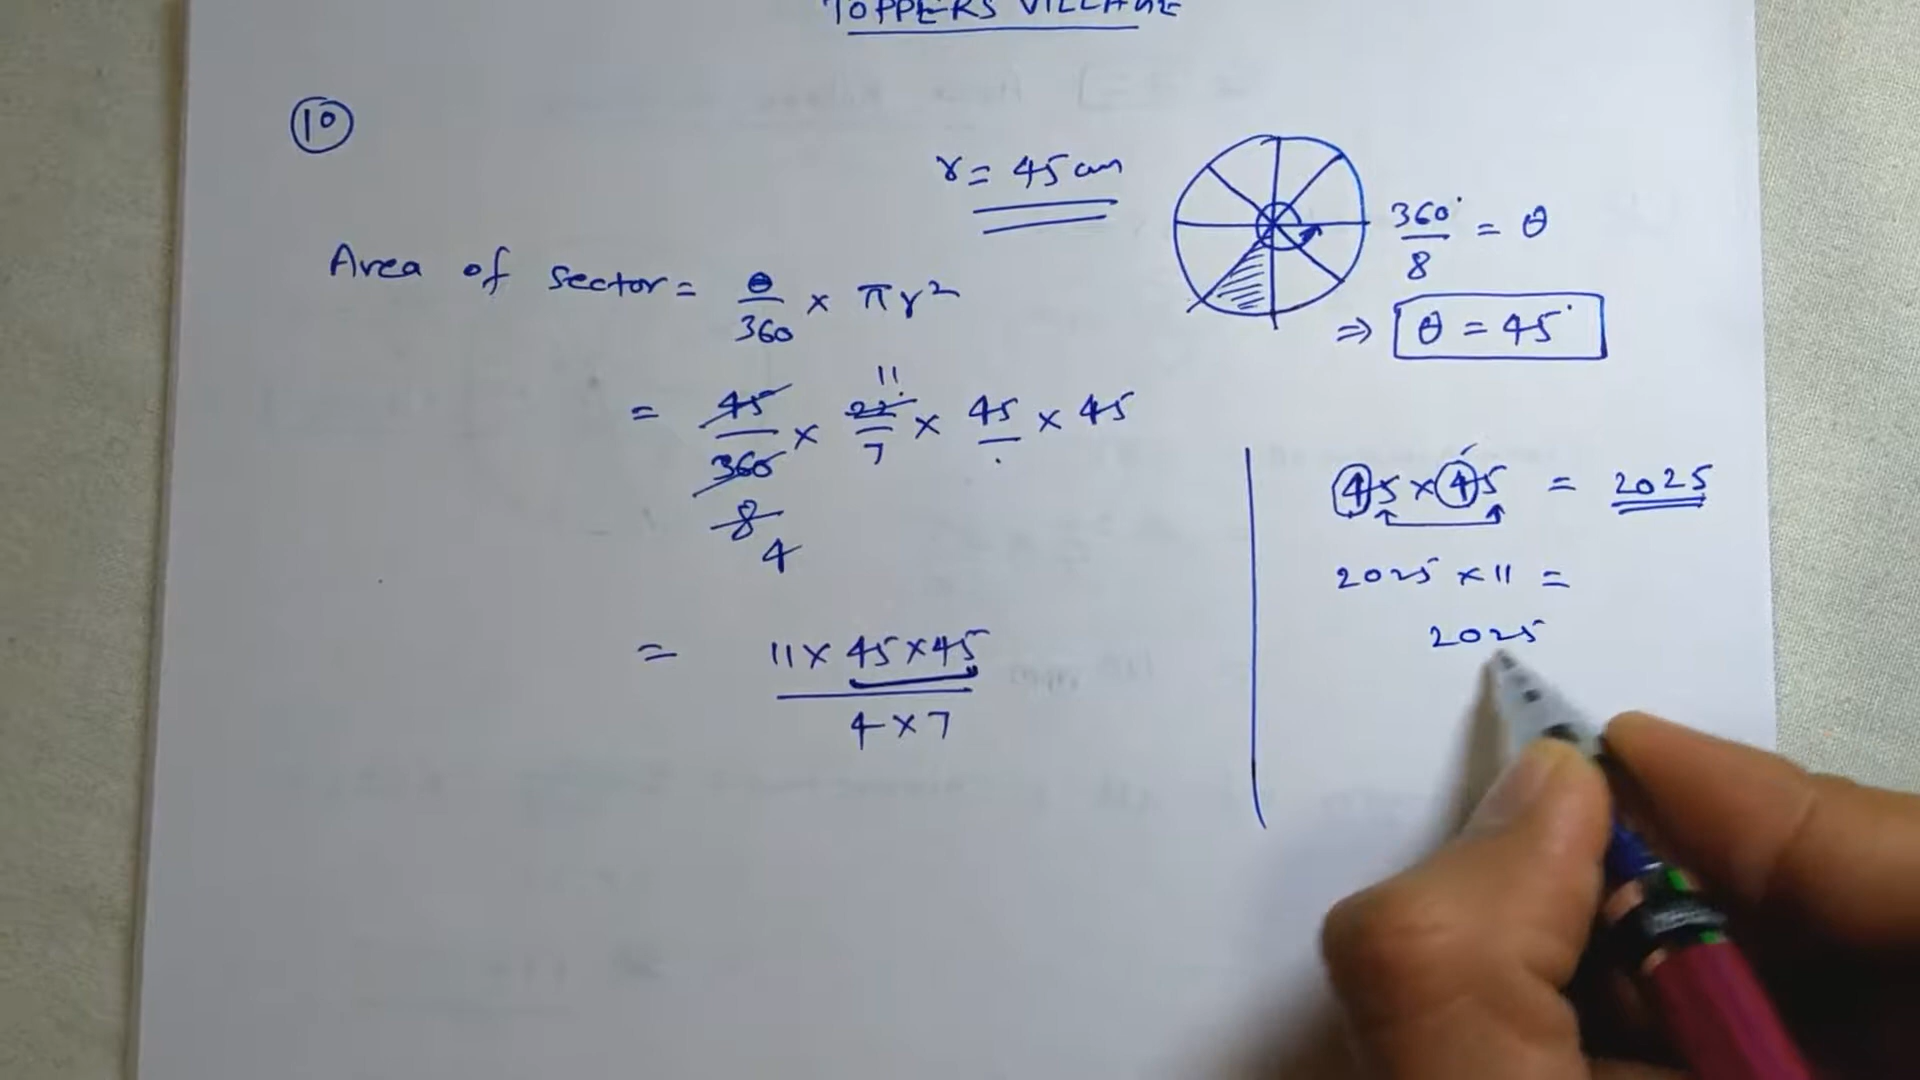 TOPPERS VILLAGE
10
r = 45 cm
360° / 8 = θ
⇒ θ = 45°
Area of sector = θ/360 × πr²
= 45/360 × 22/7 × 45 × 45
11
8
4
= 11 × 45 × 45 / 4 × 7
45 × 45 = 2025
2025 × 11 =
2025